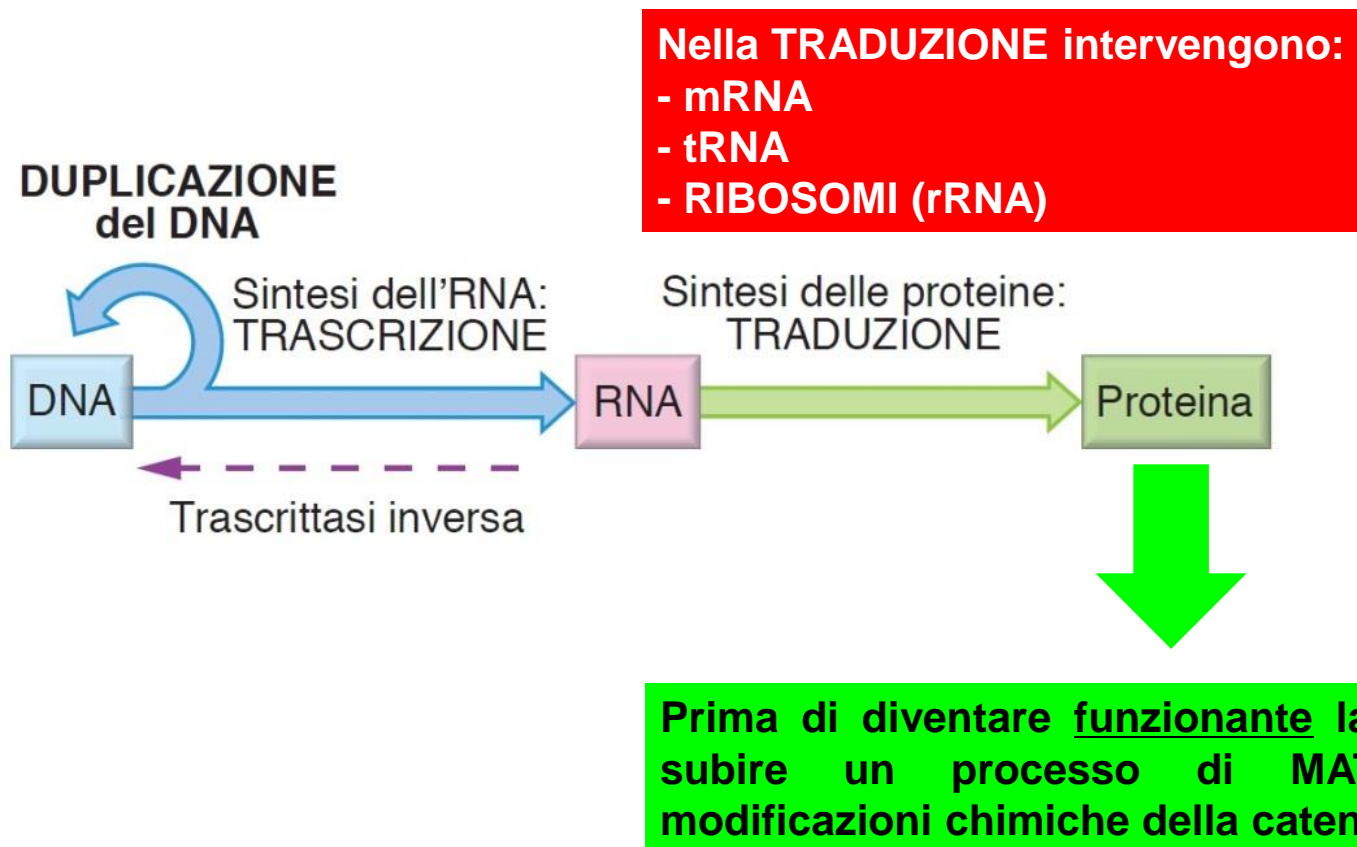 Nella TRADUZIONE intervengono:
- mRNA
- tRNA
- RIBOSOMI (rRNA)
DUPLICAZIONE
del DNA
Sintesi dell'RNA:
TRASCRIZIONE
Sintesi delle proteine:
TRADUZIONE
DNA
RNA
Proteina
Trascrittasi inversa
Prima di diventare funzionante
subire un processo di
modificazioni chimiche della